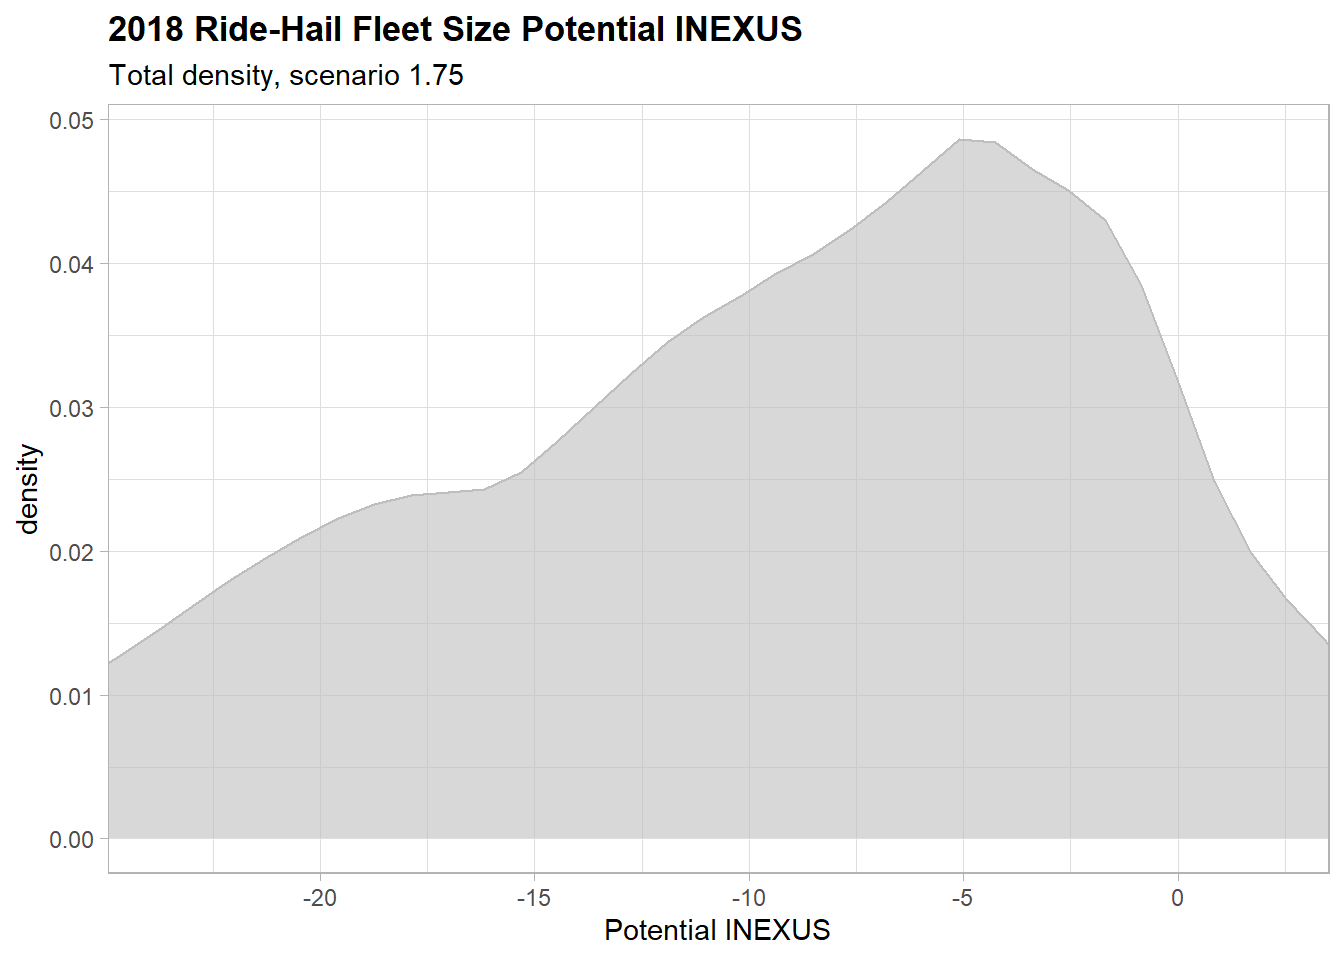 2018 Ride-Hail Fleet Size Potential INEXUS
Total density, scenario 1.75
0.05
0.04
0.03
0.02
0.01
0.00
density
-20 -15 -10 -5 0
Potential INEXUS